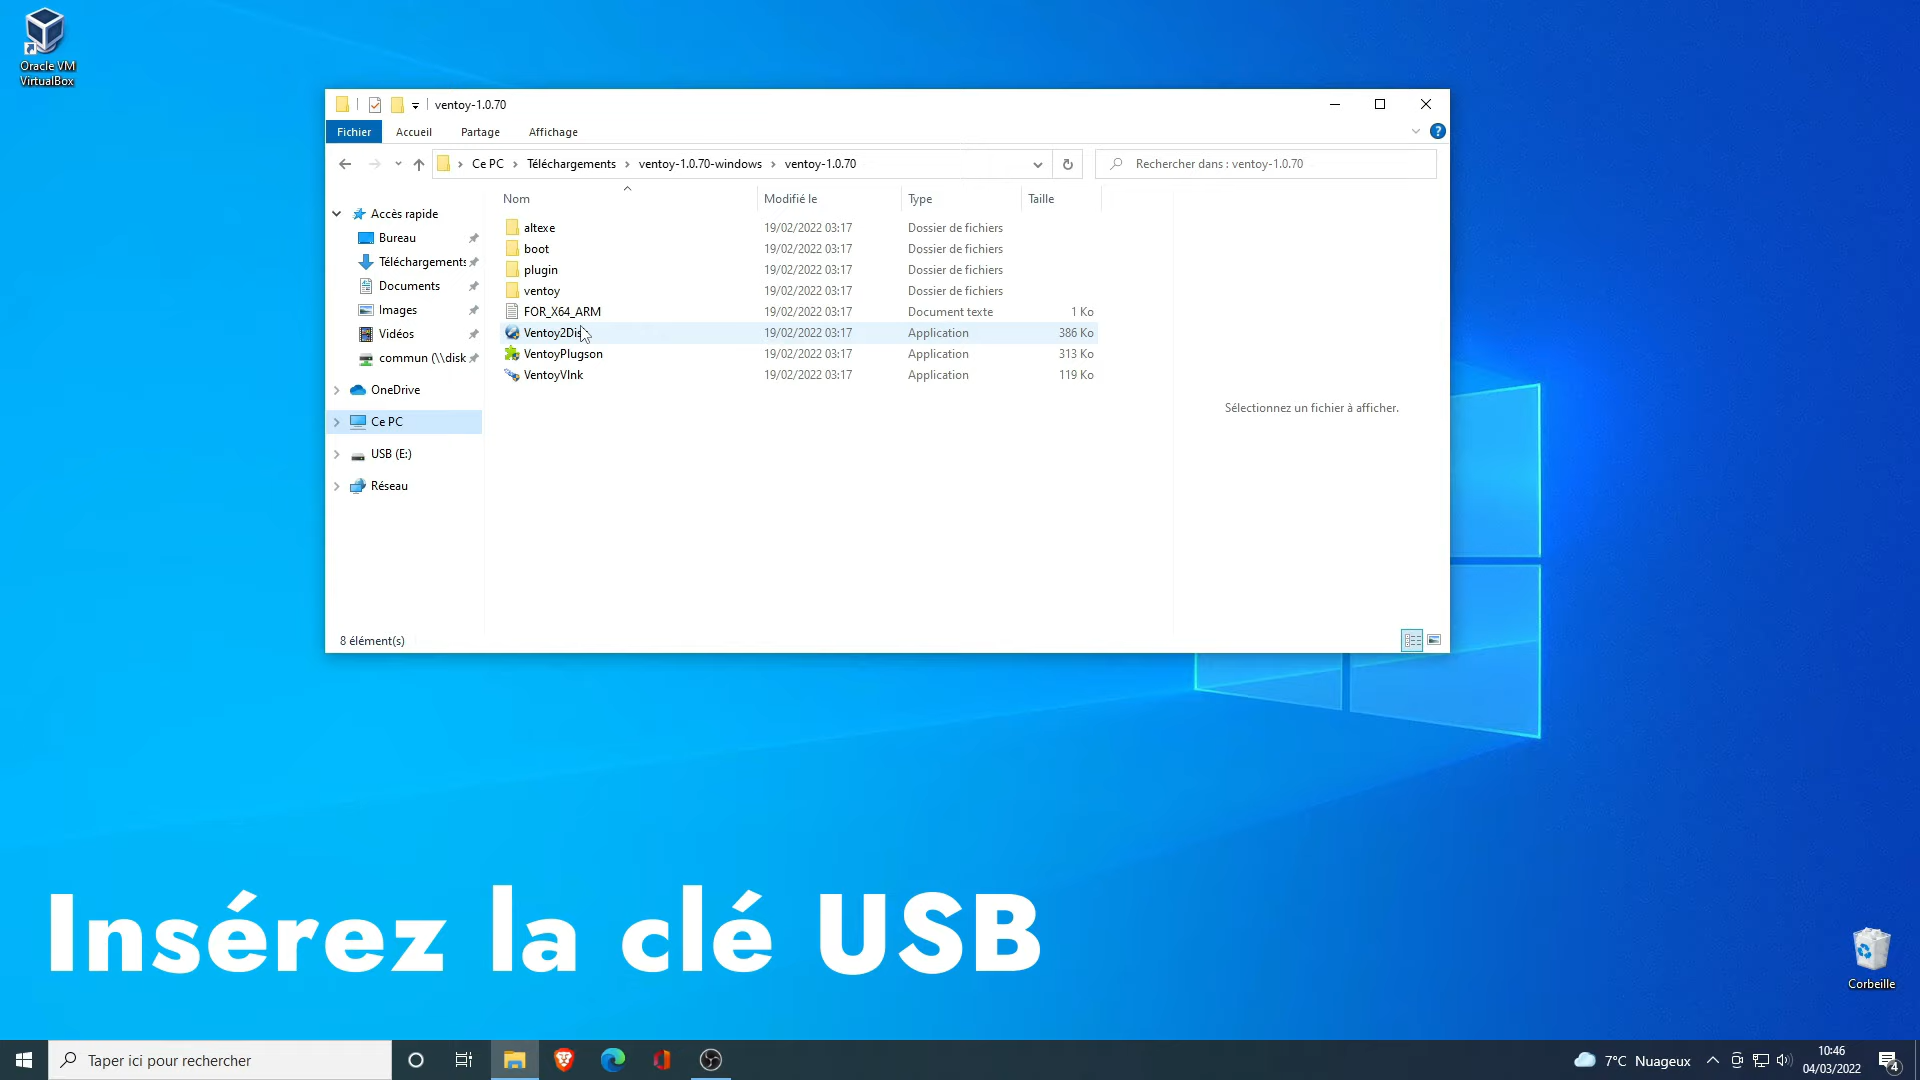 Oracle VM
VirtualBox
ventoy-1.0.70
Fichier Accueil Partage Affichage
Ce PC Téléchargements ventoy-1.0.70-windows ventoy-1.0.70
Rechercher dans : ventoy-1.0.70
Nom Modifié le Type Taille
Accès rapide
Bureau
Téléchargements
Documents
Images
Vidéos
commun (\\disk
OneDrive
Ce PC
USB (E:)
Réseau
altexe 19/02/2022 03:17 Dossier de fichiers
boot 19/02/2022 03:17 Dossier de fichiers
plugin 19/02/2022 03:17 Dossier de fichiers
ventoy 19/02/2022 03:17 Dossier de fichiers
FOR_X64_ARM 19/02/2022 03:17 Document texte 1 Ko
Ventoy2Dis 19/02/2022 03:17 Application 386 Ko
VentoyPlugson 19/02/2022 03:17 Application 313 Ko
VentoyVlnk 19/02/2022 03:17 Application 119 Ko
Sélectionnez un fichier à afficher.
8 élément(s)
Insérez la clé USB
Corbeille
Taper ici pour rechercher
7°C Nuageux
10:46
04/03/2022
4